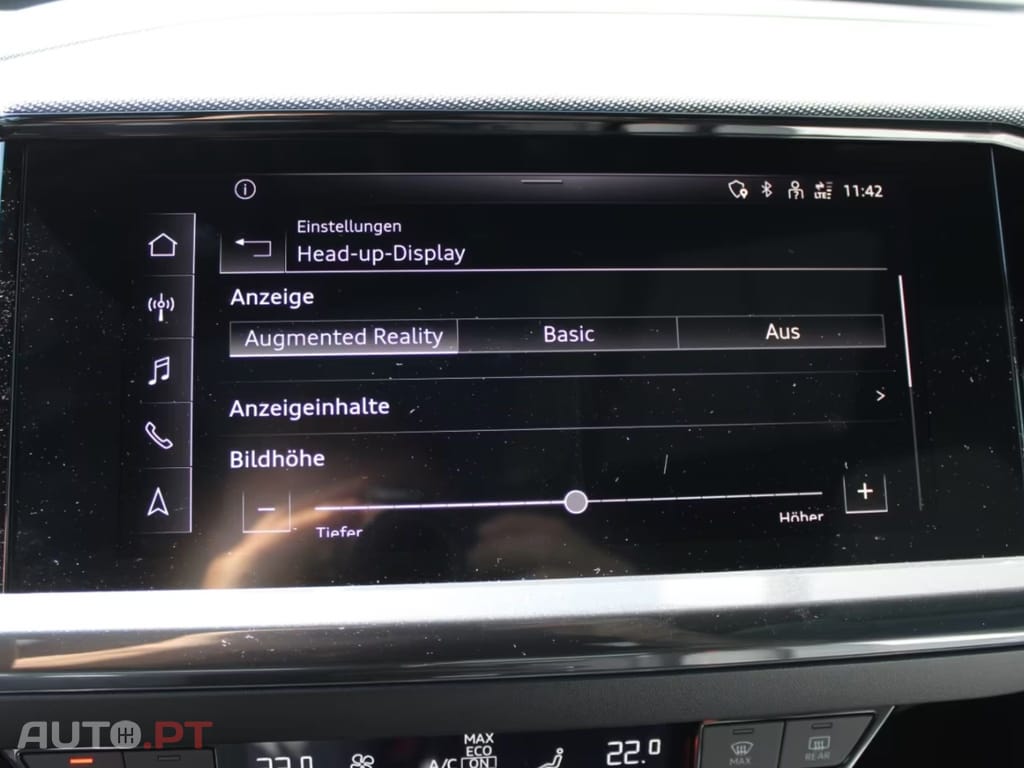 11:42
LTE
Einstellungen
Head-up-Display
Anzeige
Augmented Reality
Basic
Aus
Anzeigeinhalte
Bildhöhe
Tiefer
Höher
AUTO.PT
A/C
MAX
ECO
ON
22.0
MAX
REAR